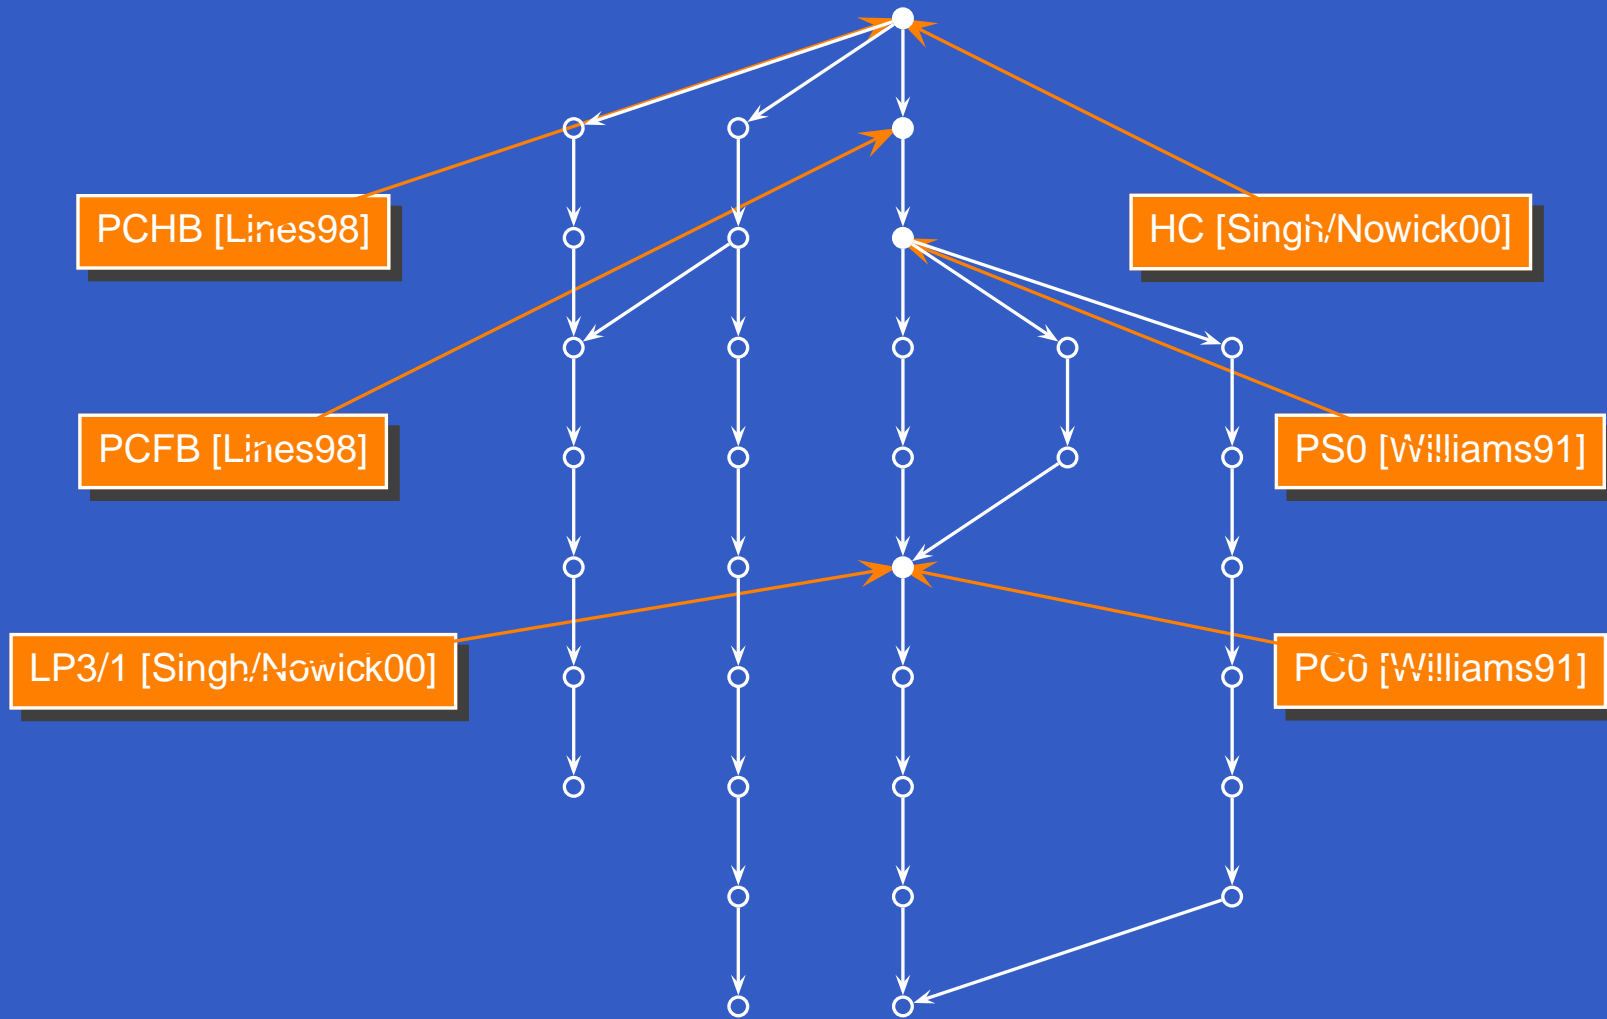 PCHB [Lines98]
HC [Singh/Nowick00]
PCFB [Lines98]
PS0 [Williams91]
LP3/1 [Singh/Nowick00]
PC0 [Williams91]